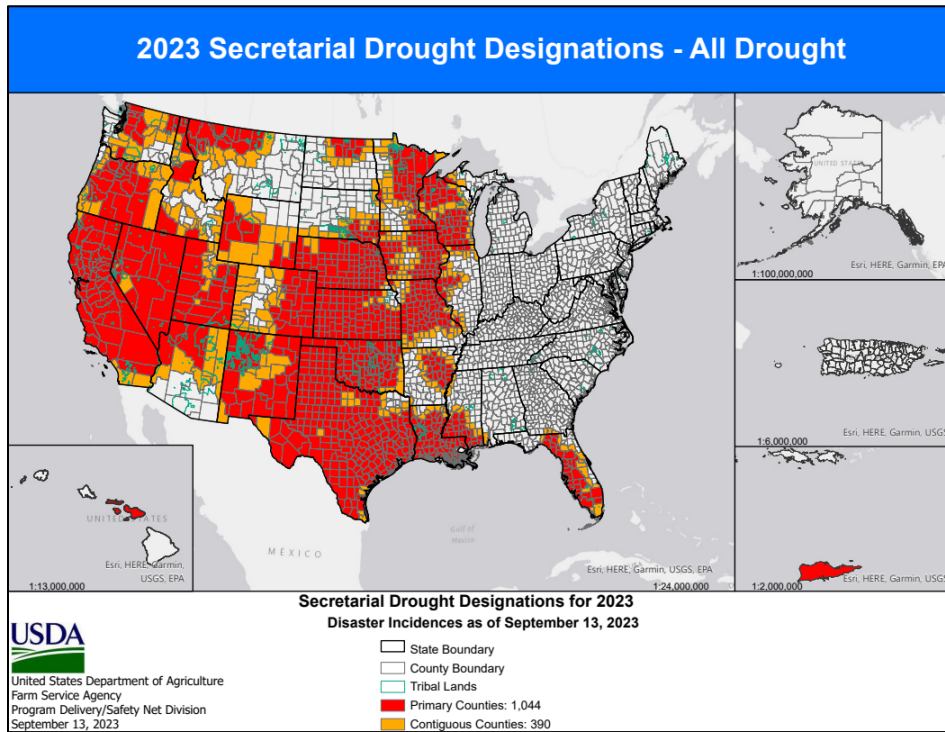 2023 Secretarial Drought Designations - All Drought
UNITED STATES
Esri, HERE, Garmin, EPA
1:100,000,000
1:6,000,000
Esri, HERE, Garmin, USGS
UNITED STATES
Esri, HERE, Garmin,
USGS, EPA
1:13,000,000
MÉXICO
Gulf of
Mexico
Esri, HERE, Garmin, USGS, EPA
1:24,000,000
1:2,000,000
Esri, HERE, Garmin, USGS
Secretarial Drought Designations for 2023
Disaster Incidences as of September 13, 2023
USDA
United States Department of Agriculture
Farm Service Agency
Program Delivery/Safety Net Division
September 13, 2023
State Boundary
County Boundary
Tribal Lands
Primary Counties: 1,044
Contiguous Counties: 390